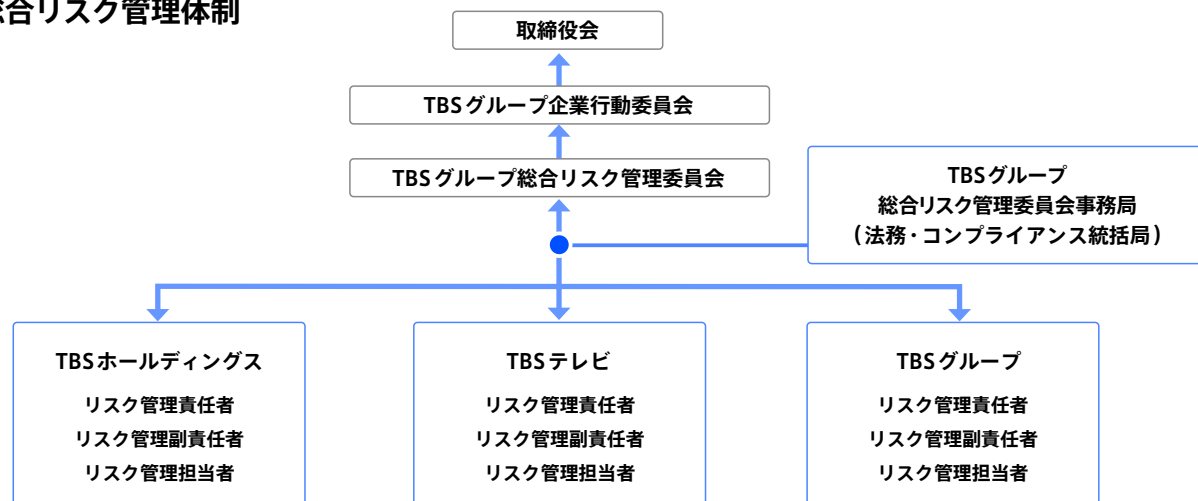 総合リスク管理体制
取締役会
TBSグループ企業行動委員会
TBSグループ総合リスク管理委員会
TBSグループ
総合リスク管理委員会事務局
(法務・コンプライアンス統括局)
TBSホールディングス
リスク管理責任者
リスク管理副責任者
リスク管理担当者
TBSテレビ
リスク管理責任者
リスク管理副責任者
リスク管理担当者
TBSグループ
リスク管理責任者
リスク管理副責任者
リスク管理担当者